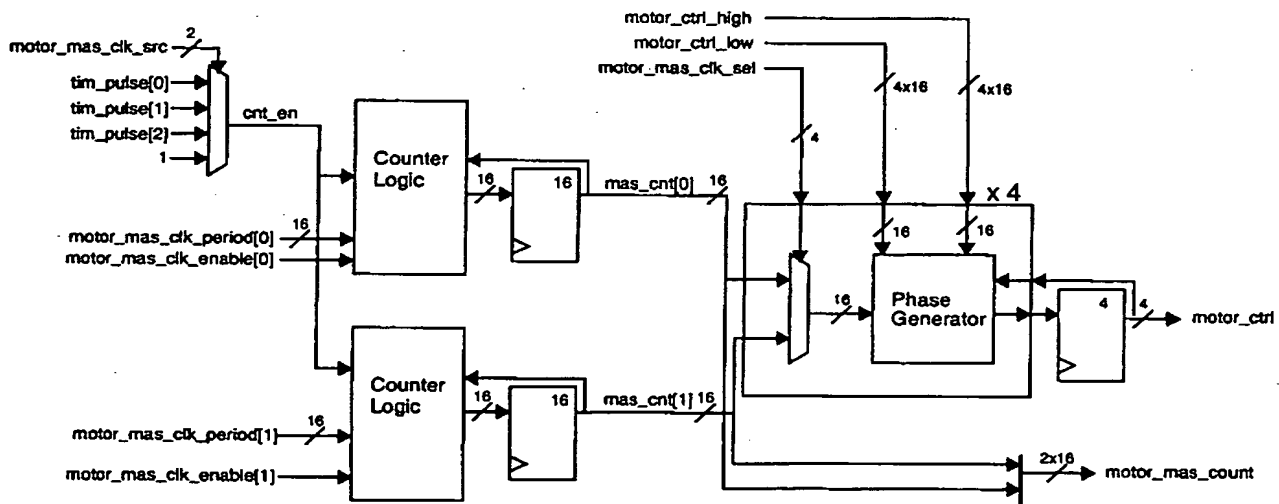 motor_ctrl_high
motor_ctrl_low
motor_mas_clk_sel
motor_mas_clk_src
2
tim_pulse[0]
tim_pulse[1]
tim_pulse[2]
1
cnt_en
4
4x16
4x16
Counter
Logic
16
16
mas_cnt[0]
16
x 4
motor_mas_clk_period[0]
16
motor_mas_clk_enable[0]
16
16
16
Phase
Generator
4
4
motor_ctrl
Counter
Logic
16
16
mas_cnt[1]
16
motor_mas_clk_period[1]
16
motor_mas_clk_enable[1]
2x16
motor_mas_count